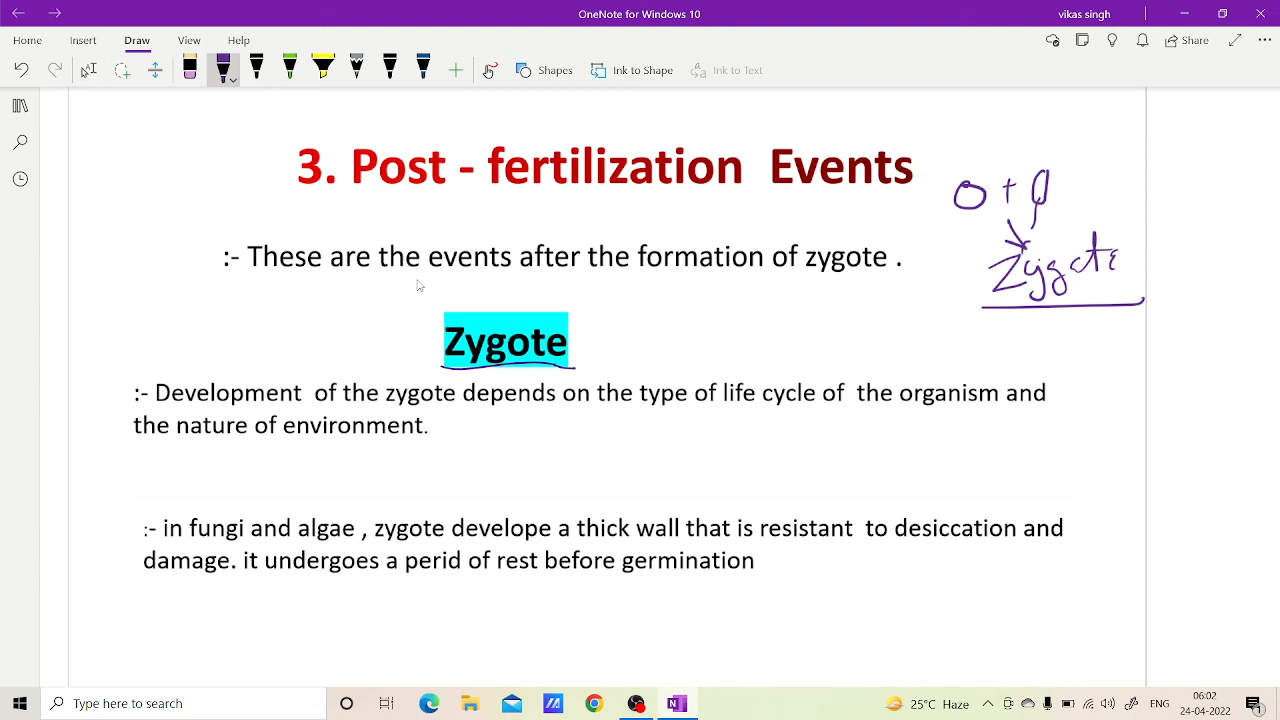 OneNote for Windows 10
vikas singh
Home Insert Draw View Help
Share
Shapes
Ink to Shape
Ink to Text
3. Post - fertilization Events
O +
Zygote
:- These are the events after the formation of zygote .
Zygote
:- Development of the zygote depends on the type of life cycle of the organism and
the nature of environment.
:- in fungi and algae , zygote develope a thick wall that is resistant to desiccation and
damage. it undergoes a perid of rest before germination
Type here to search
25°C Haze
ENG
06:02
24-04-2022
1